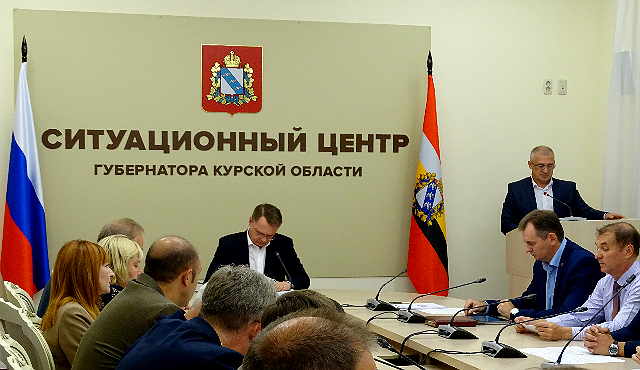 СИТУАЦИОННЫЙ ЦЕНТР
ГУБЕРНАТОРА КУРСКОЙ ОБЛАСТИ